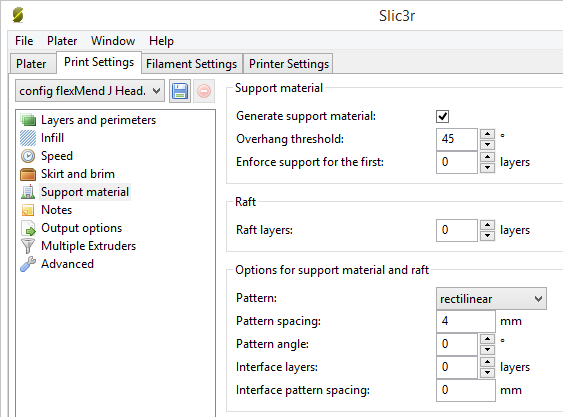 Slic3r
File Plater Window Help
Plater Print Settings Filament Settings Printer Settings
config flexMend J Head.
Layers and perimeters
Infill
Speed
Skirt and brim
Support material
Notes
Output options
Multiple Extruders
Advanced
Support material
Generate support material:
Overhang threshold: 45 °
Enforce support for the first: 0 layers
Raft
Raft layers: 0 layers
Options for support material and raft
Pattern: rectilinear
Pattern spacing: 4 mm
Pattern angle: 0 °
Interface layers: 0 layers
Interface pattern spacing: 0 mm